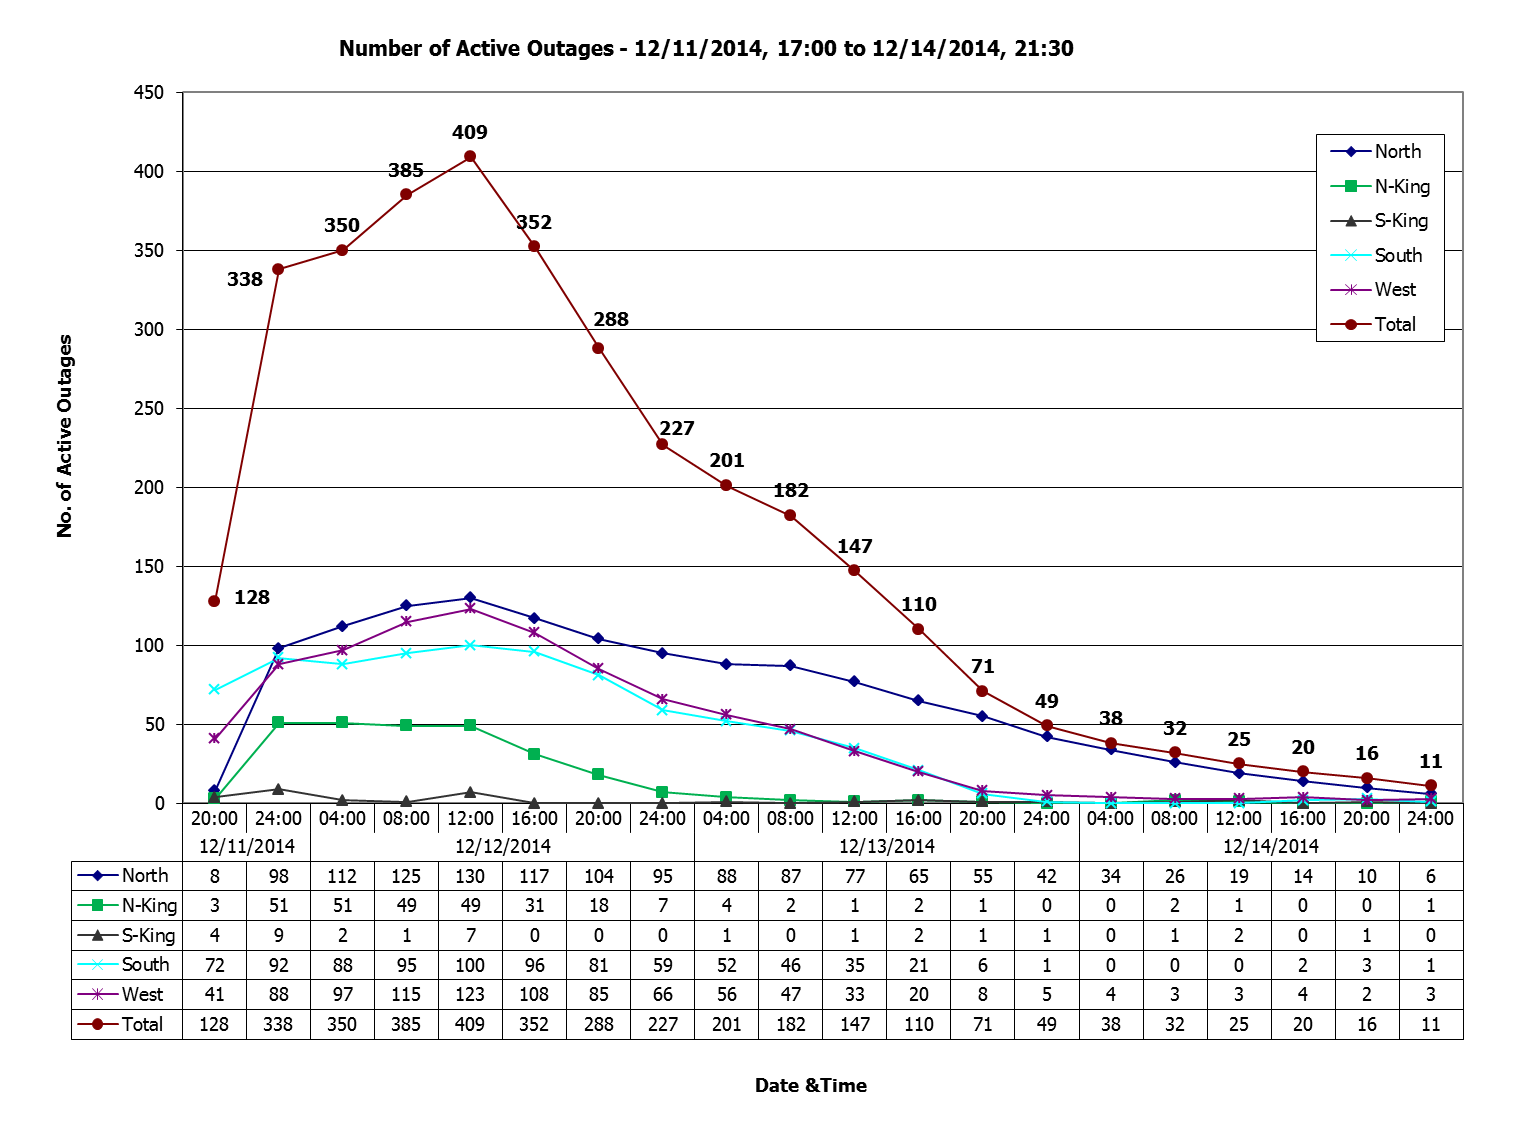 Number of Active Outages - 12/11/2014, 17:00 to 12/14/2014, 21:30
450
400
350
300
250
200
150
100
50
0
No. of Active Outages
128
338
350
385
409
352
288
227
201
182
147
110
71
49
38
32
25
20
16
11
North
N-King
S-King
South
West
Total
20:00 24:00 04:00 08:00 12:00 16:00 20:00 24:00 04:00 08:00 12:00 16:00 20:00 24:00 04:00 08:00 12:00 16:00 20:00 24:00
12/11/2014 12/12/2014 12/13/2014 12/14/2014
North 8 98 112 125 130 117 104 95 88 87 77 65 55 42 34 26 19 14 10 6
N-King 3 51 51 49 49 31 18 7 4 2 1 2 1 0 0 2 1 0 0 1
S-King 4 9 2 1 7 0 0 0 1 0 1 2 1 1 0 1 2 0 1 0
South 72 92 88 95 100 96 81 59 52 46 35 21 6 1 0 0 0 2 3 1
West 41 88 97 115 123 108 85 66 56 47 33 20 8 5 4 3 3 4 2 3
Total 128 338 350 385 409 352 288 227 201 182 147 110 71 49 38 32 25 20 16 11
Date &Time